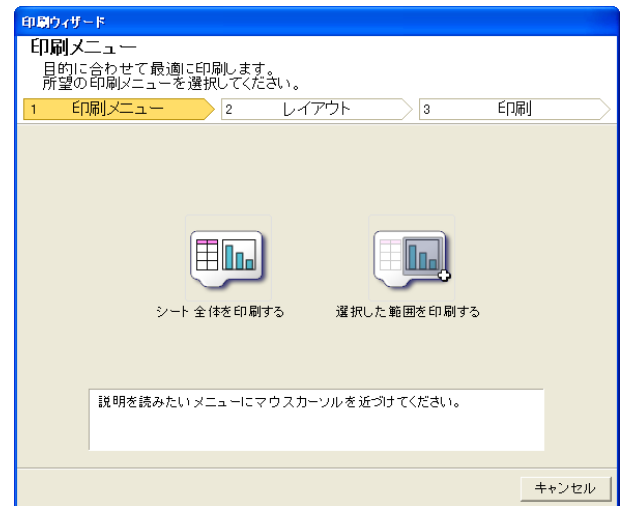 印刷ウィザード
印刷メニュー
目的に合わせて最適に印刷します。
所望の印刷メニューを選択してください。
1 印刷メニュー 2 レイアウト 3 印刷
シート全体を印刷する 選択した範囲を印刷する
説明を読みたいメニューにマウスカーソルを近づけてください。
キャンセル